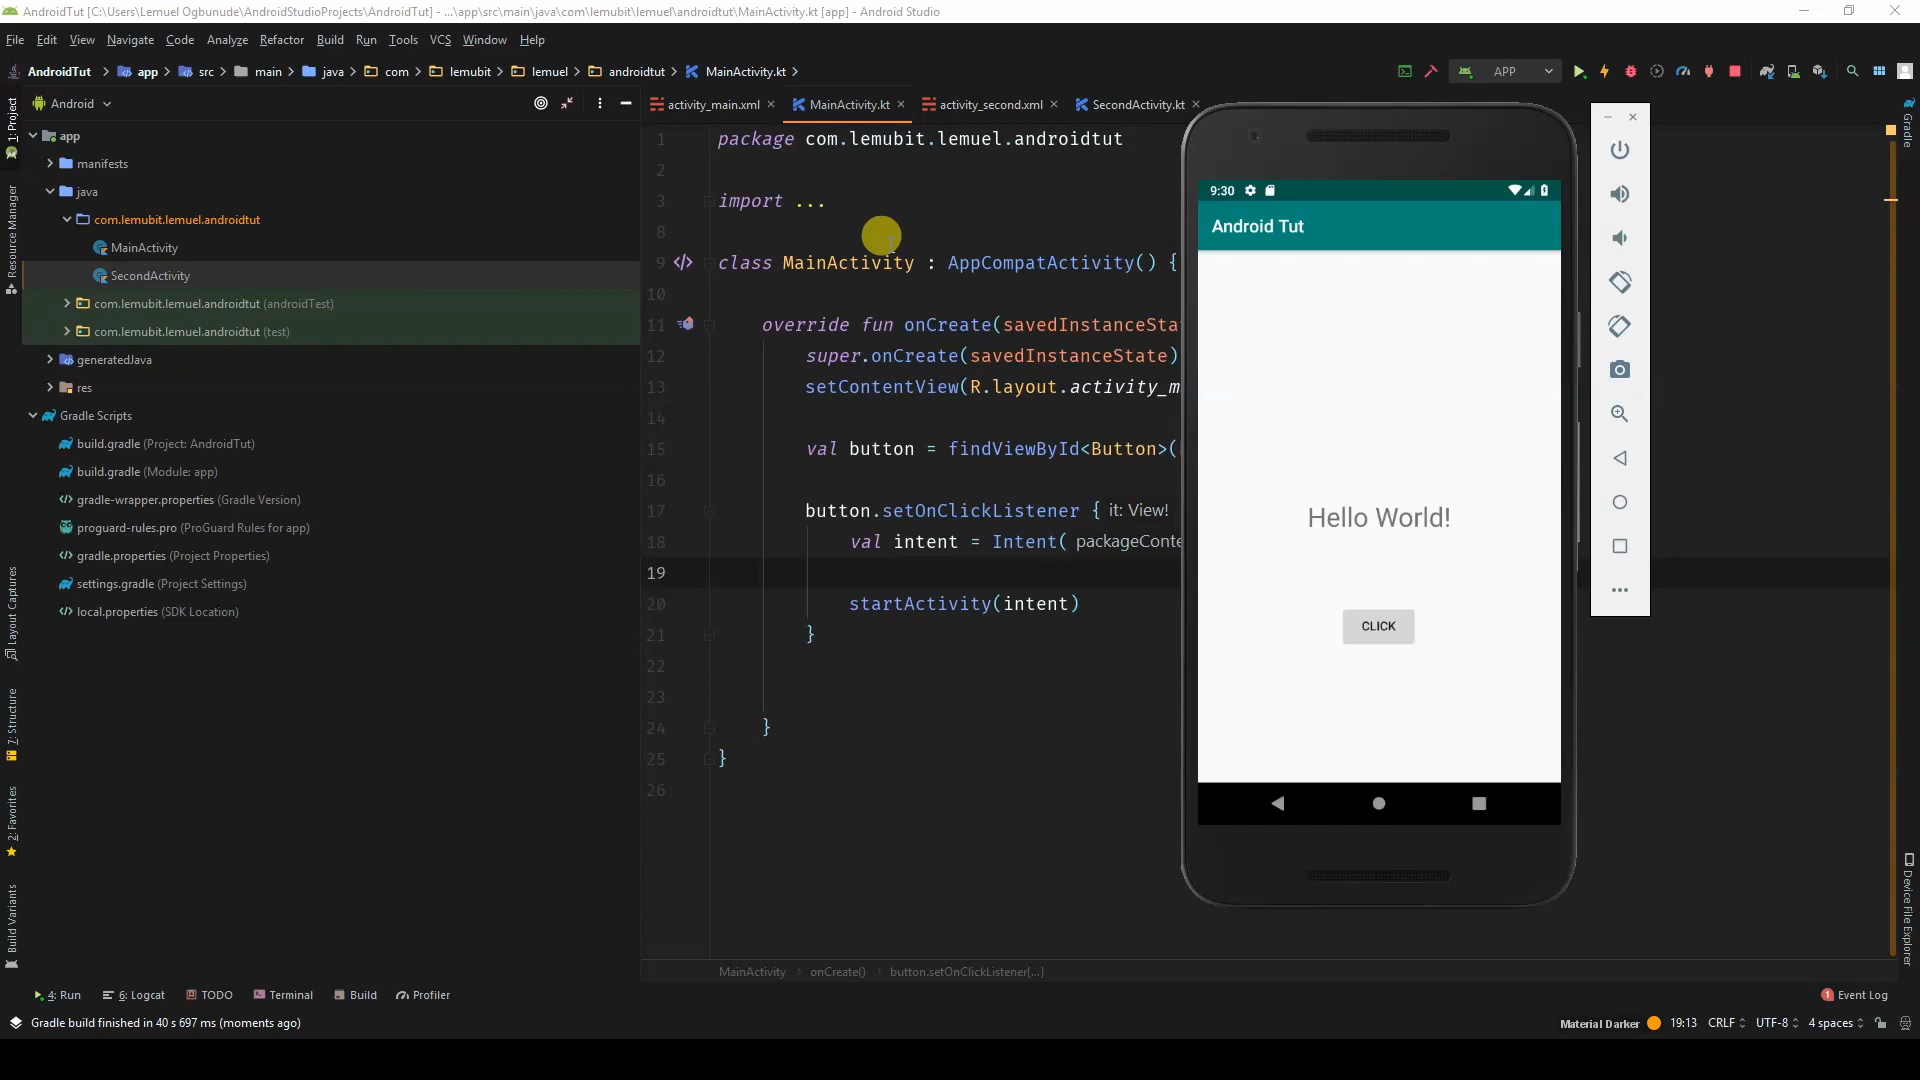 AndroidTut [C:\Users\Lemuel Ogbunude\AndroidStudioProjects\AndroidTut] - ...\app\src\main\java\com\lemubit\lemuel\androidtut\MainActivity.kt [app] - Android Studio
File Edit View Navigate Code Analyze Refactor Build Run Tools VCS Window Help
AndroidTut app src main java com lemubit lemuel androidtut MainActivity.kt APP
Android
activity_main.xml MainActivity.kt activity_second.xml SecondActivity.kt
1: Project
Resource Manager
Layout Captures
7: Structure
2: Favorites
Build Variants
app
manifests
java
com.lemubit.lemuel.androidtut
MainActivity
SecondActivity
com.lemubit.lemuel.androidtut (androidTest)
com.lemubit.lemuel.androidtut (test)
generatedJava
res
Gradle Scripts
build.gradle (Project: AndroidTut)
build.gradle (Module: app)
gradle-wrapper.properties (Gradle Version)
proguard-rules.pro (ProGuard Rules for app)
gradle.properties (Project Properties)
settings.gradle (Project Settings)
local.properties (SDK Location)
1 package com.lemubit.lemuel.androidtut
2
3 import ...
8
9 class MainActivity : AppCompatActivity() {
10
11 override fun onCreate(savedInstanceSta
12 super.onCreate(savedInstanceState)
13 setContentView(R.layout.activity_m
14
15 val button = findViewById<Button>(
16
17 button.setOnClickListener { it: View!
18 val intent = Intent( packageConte
19
20 startActivity(intent)
21 }
22
23
24 }
25 }
26
9:30
Android Tut
Hello World!
CLICK
Gradle
Device File Explorer
MainActivity onCreate() button.setOnClickListener{...}
4: Run 6: Logcat TODO Terminal Build Profiler 1 Event Log
Gradle build finished in 40 s 697 ms (moments ago) Material Darker 19:13 CRLF UTF-8 4 spaces